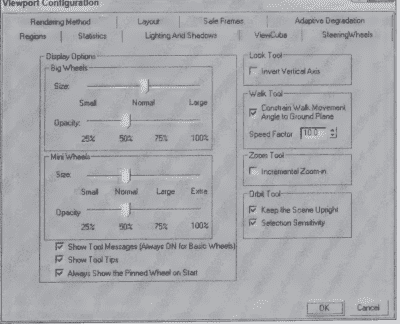 Viewport Configuration
Rendering Method
Layout
Safe Frames
Adaptive Degradation
Regions
Statistics
Lighting And Shadows
ViewCube
SteeringWheels
Display Options
Big Wheels
Size:
Small Normal Large
Opacity:
25% 50% 75% 100%
Mini Wheels
Size:
Small Normal Large Extra
Opacity
25% 50% 75% 100%
Show Tool Messages (Always ON for Basic Wheels)
Show Tool Tips
Always Show the Pinned Wheel on Start
Look Tool
Invert Vertical Axis
Walk Tool
Constrain Walk Movement
Angle to Ground Plane
Speed Factor 10.0
Zoom Tool
Incremental Zoom-in
Orbit Tool
Keep the Scene Upright
Selection Sensitivity
OK
Cancel